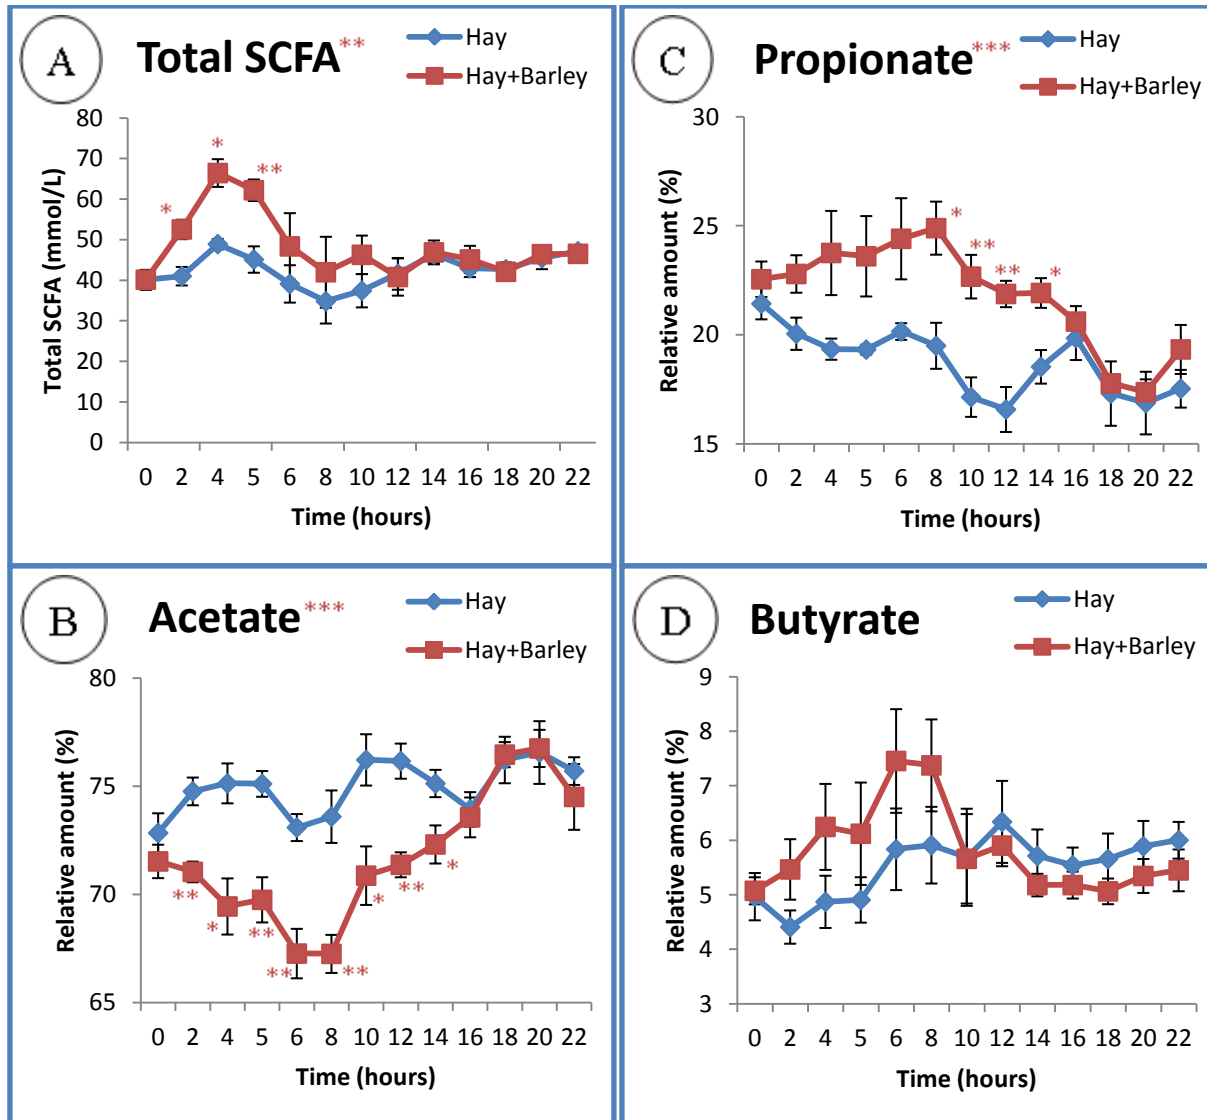 A
Total SCFA**
Hay
Hay+Barley
Total SCFA (mmol/L)
80
70
60
50
40
30
20
10
0
*
*
**
0 2 4 5 6 8 10 12 14 16 18 20 22
Time (hours)
C
Propionate***
Hay
Hay+Barley
Relative amount (%)
30
25
20
15
*
**
**
*
0 2 4 5 6 8 10 12 14 16 18 20 22
Time (hours)
B
Acetate***
Hay
Hay+Barley
Relative amount (%)
80
75
70
65
**
*
**
**
**
*
**
*
0 2 4 5 6 8 10 12 14 16 18 20 22
Time (hours)
D
Butyrate
Hay
Hay+Barley
Relative amount (%)
9
8
7
6
5
4
3
0 2 4 5 6 8 10 12 14 16 18 20 22
Time (hours)